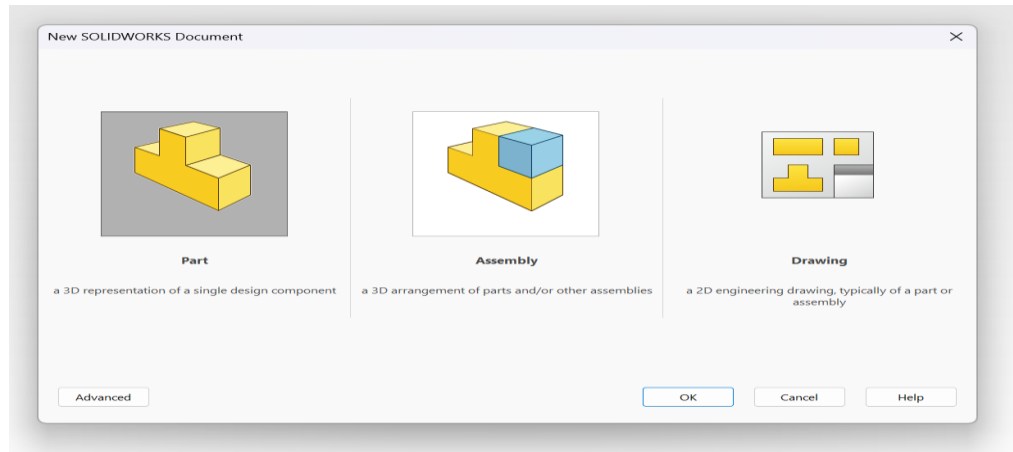 New SOLIDWORKS Document
Part
a 3D representation of a single design component
Assembly
a 3D arrangement of parts and/or other assemblies
Drawing
a 2D engineering drawing, typically of a part or
assembly
Advanced
OK
Cancel
Help